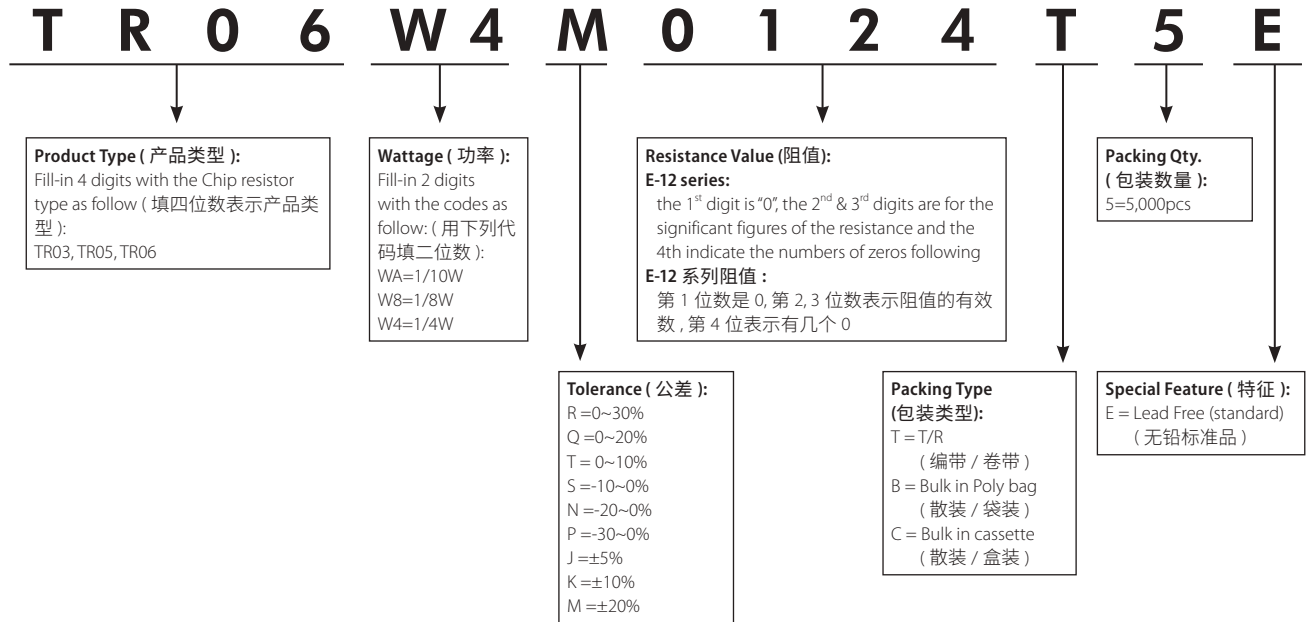 T R 0 6 W 4 M 0 1 2 4 T 5 E
Product Type ( 产品类型 ):
Fill-in 4 digits with the Chip resistor
type as follow ( 填四位数表示产品类
型 ):
TR03, TR05, TR06
Wattage ( 功率 ):
Fill-in 2 digits
with the codes as
follow: ( 用下列代
码填二位数 ):
WA=1/10W
W8=1/8W
W4=1/4W
Resistance Value (阻值):
E-12 series:
the 1st digit is “0”, the 2nd & 3rd digits are for the
significant figures of the resistance and the
4th indicate the numbers of zeros following
E-12 系列阻值 :
第 1 位数是 0, 第 2, 3 位数表示阻值的有效
数 , 第 4 位表示有几个 0
Packing Qty.
( 包装数量 ):
5=5,000pcs
Tolerance ( 公差 ):
R =0~30%
Q =0~20%
T = 0~10%
S =-10~0%
N =-20~0%
P =-30~0%
J =±5%
K =±10%
M =±20%
Packing Type
(包装类型):
T = T/R
( 编带 / 卷带 )
B = Bulk in Poly bag
( 散装 / 袋装 )
C = Bulk in cassette
( 散装 / 盒装 )
Special Feature ( 特征 ):
E = Lead Free (standard)
( 无铅标准品 )